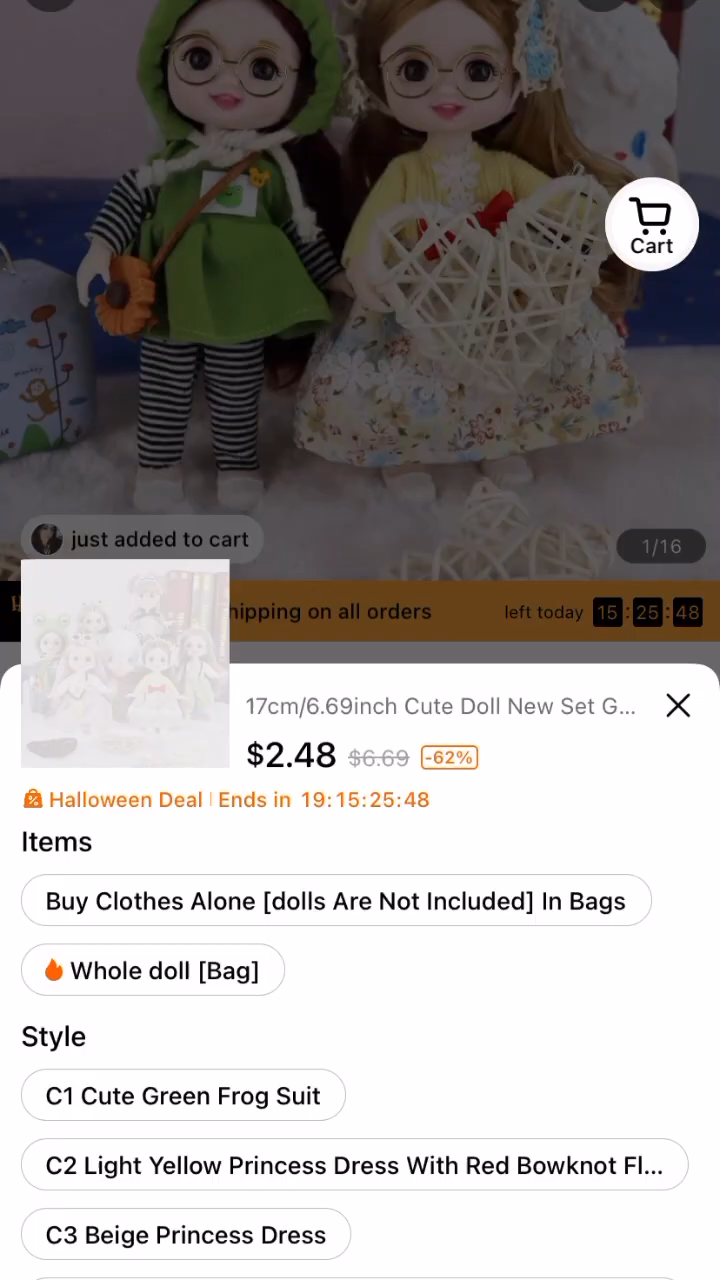 Cart
just added to cart
1/16
hipping on all orders
left today 15:25:48
17cm/6.69inch Cute Doll New Set G...
$2.48 $6.69 -62%
Halloween Deal | Ends in 19:15:25:48
Items
Buy Clothes Alone [dolls Are Not Included] In Bags
Whole doll [Bag]
Style
C1 Cute Green Frog Suit
C2 Light Yellow Princess Dress With Red Bowknot Fl...
C3 Beige Princess Dress